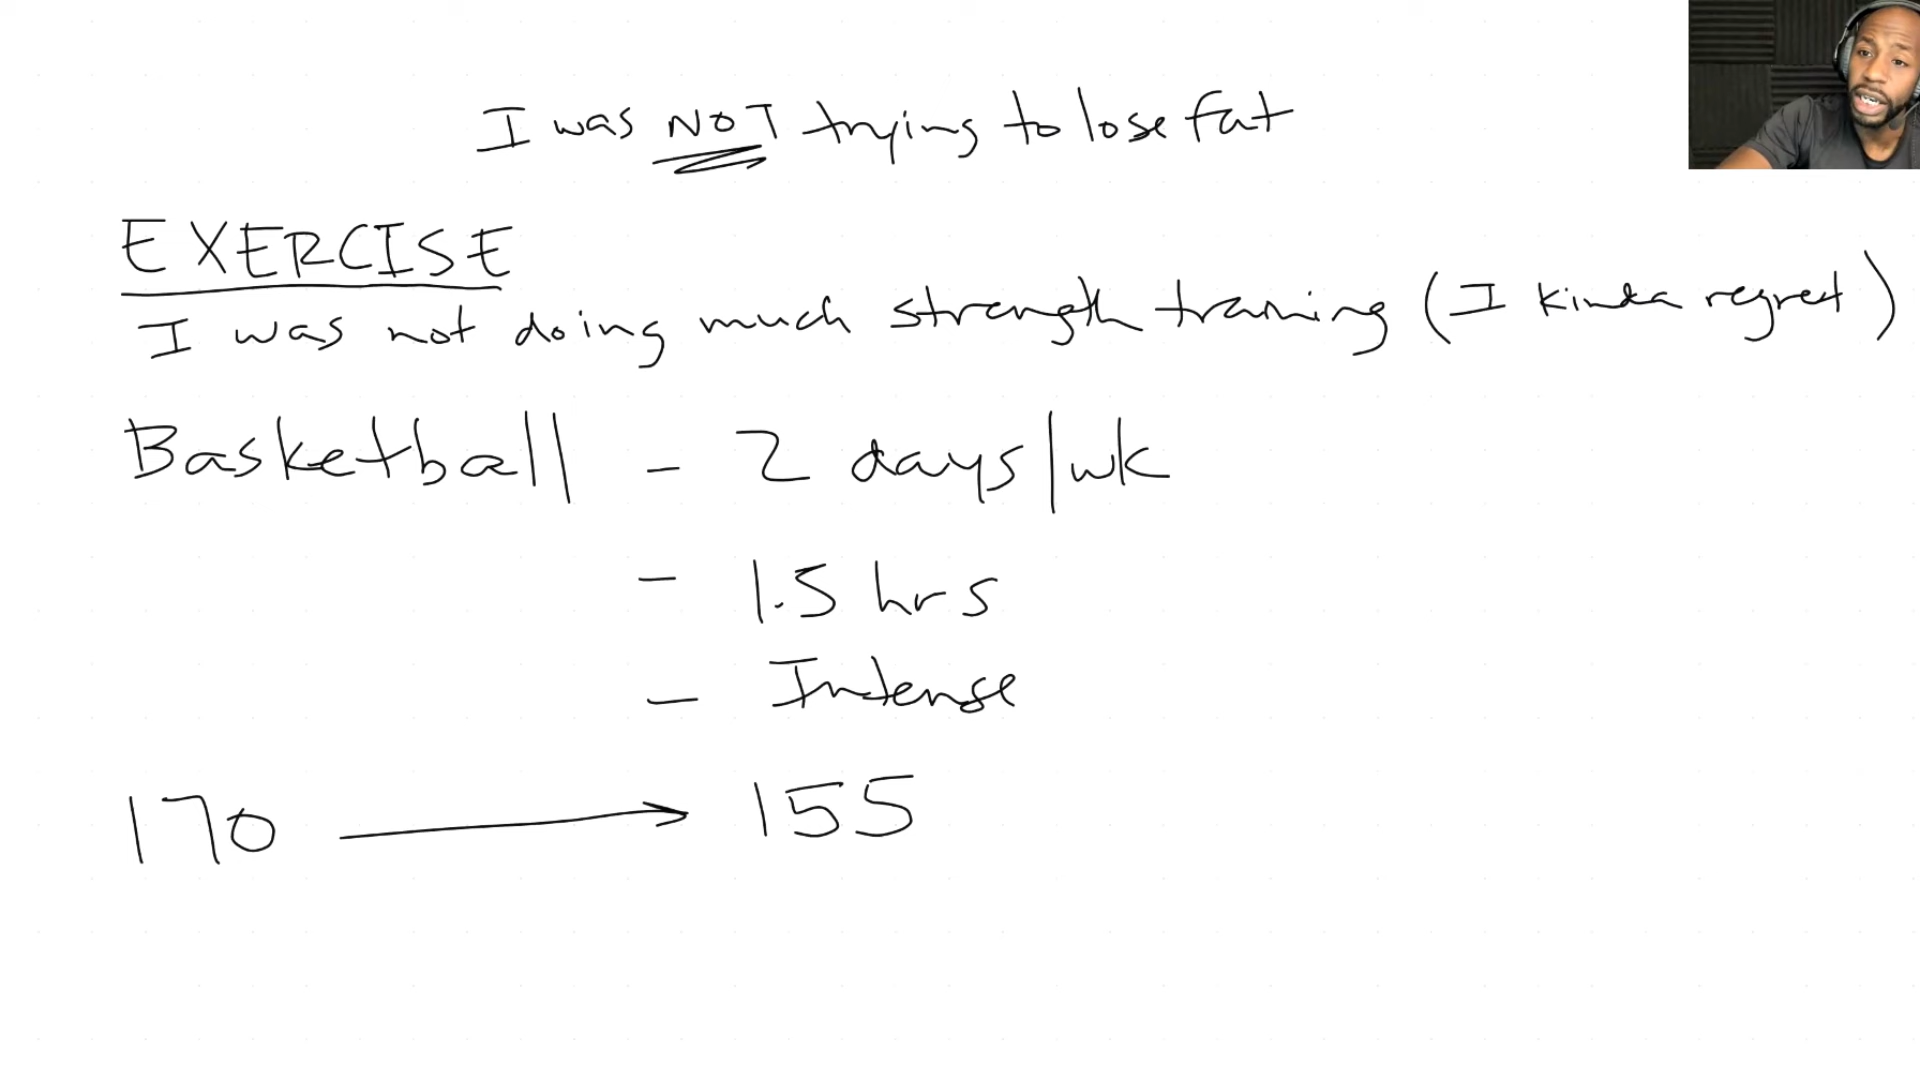 I was NOT trying to lose fat
EXERCISE
I was not doing much strength training (I kinda regret)
Basketball - 2 days/wk
- 1.5 hrs
- Intense
170 → 155